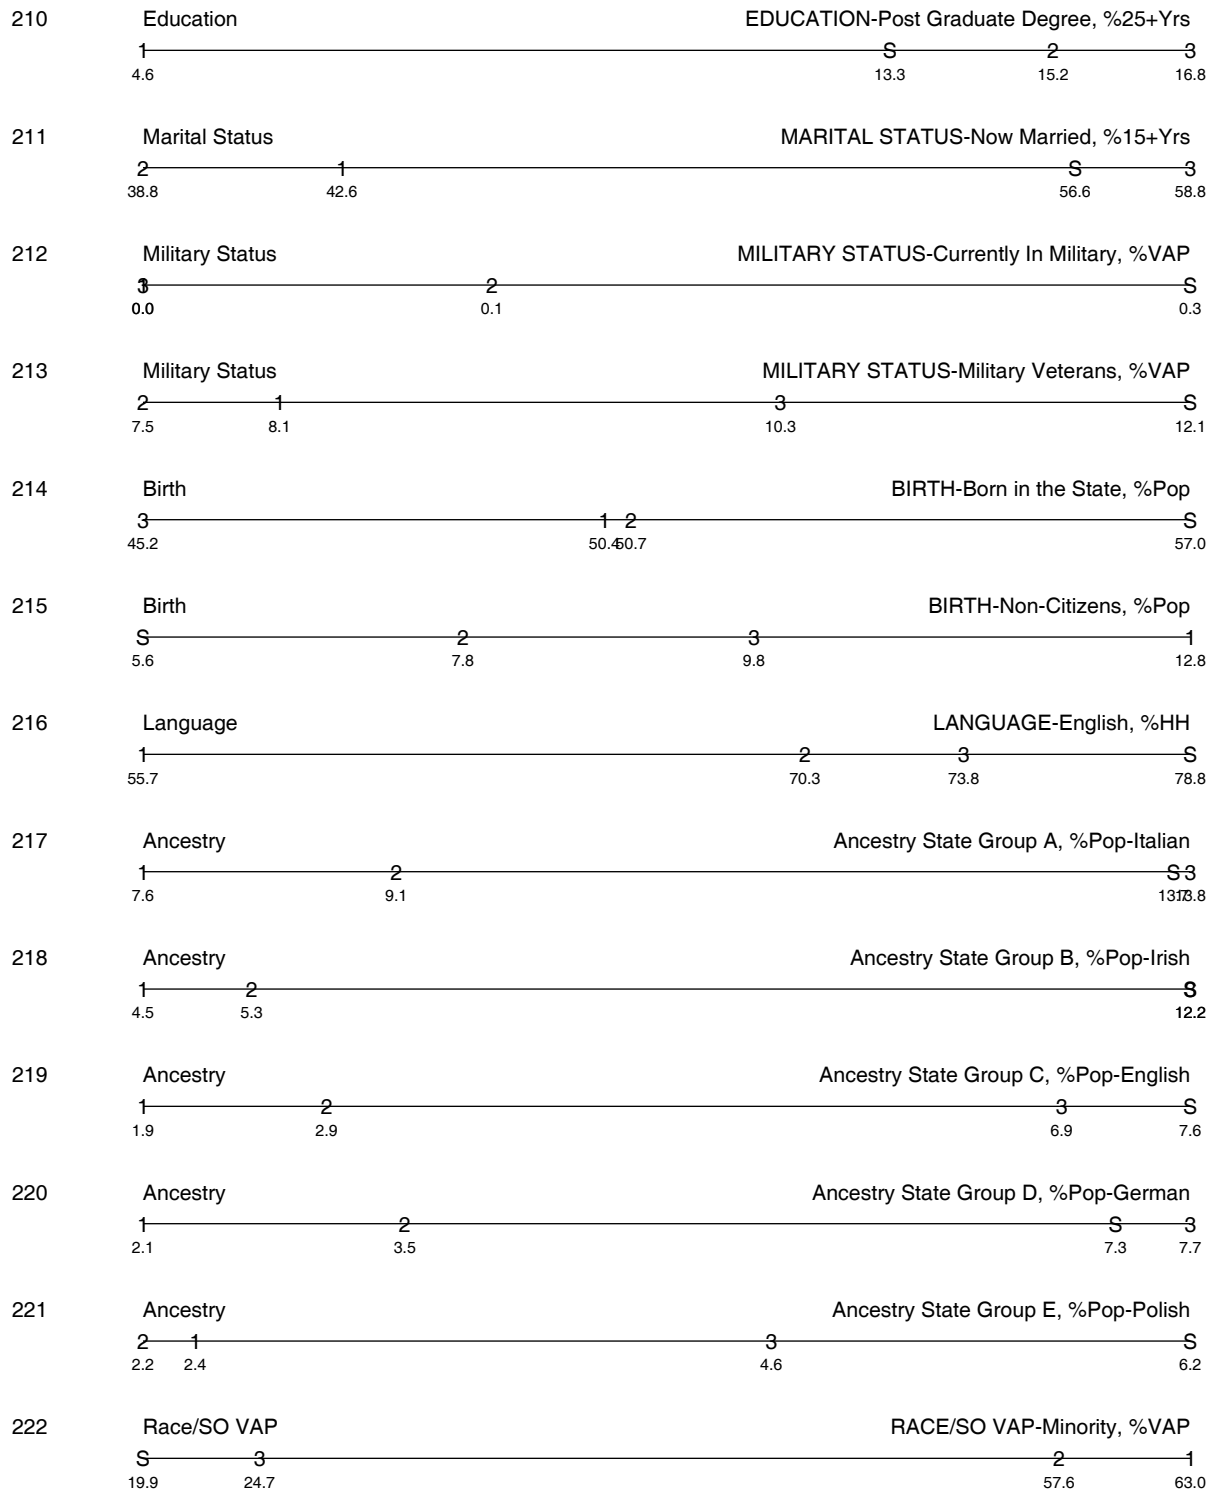 210 Education EDUCATION-Post Graduate Degree, %25+Yrs
1 S 2 3
4.6 13.3 15.2 16.8
211 Marital Status MARITAL STATUS-Now Married, %15+Yrs
2 1 S 3
38.8 42.6 56.6 58.8
212 Military Status MILITARY STATUS-Currently In Military, %VAP
1 3 2 S
0.0 0.1 0.3
213 Military Status MILITARY STATUS-Military Veterans, %VAP
2 1 3 S
7.5 8.1 10.3 12.1
214 Birth BIRTH-Born in the State, %Pop
3 1 2 S
45.2 50.4 50.7 57.0
215 Birth BIRTH-Non-Citizens, %Pop
S 2 3 1
5.6 7.8 9.8 12.8
216 Language LANGUAGE-English, %HH
1 2 3 S
55.7 70.3 73.8 78.8
217 Ancestry Ancestry State Group A, %Pop-Italian
1 2 S 3
7.6 9.1 13.7 13.8
218 Ancestry Ancestry State Group B, %Pop-Irish
1 2 3 S
4.5 5.3 12.2
219 Ancestry Ancestry State Group C, %Pop-English
1 2 3 S
1.9 2.9 6.9 7.6
220 Ancestry Ancestry State Group D, %Pop-German
1 2 S 3
2.1 3.5 7.3 7.7
221 Ancestry Ancestry State Group E, %Pop-Polish
2 1 3 S
2.2 2.4 4.6 6.2
222 Race/SO VAP RACE/SO VAP-Minority, %VAP
S 3 2 1
19.9 24.7 57.6 63.0